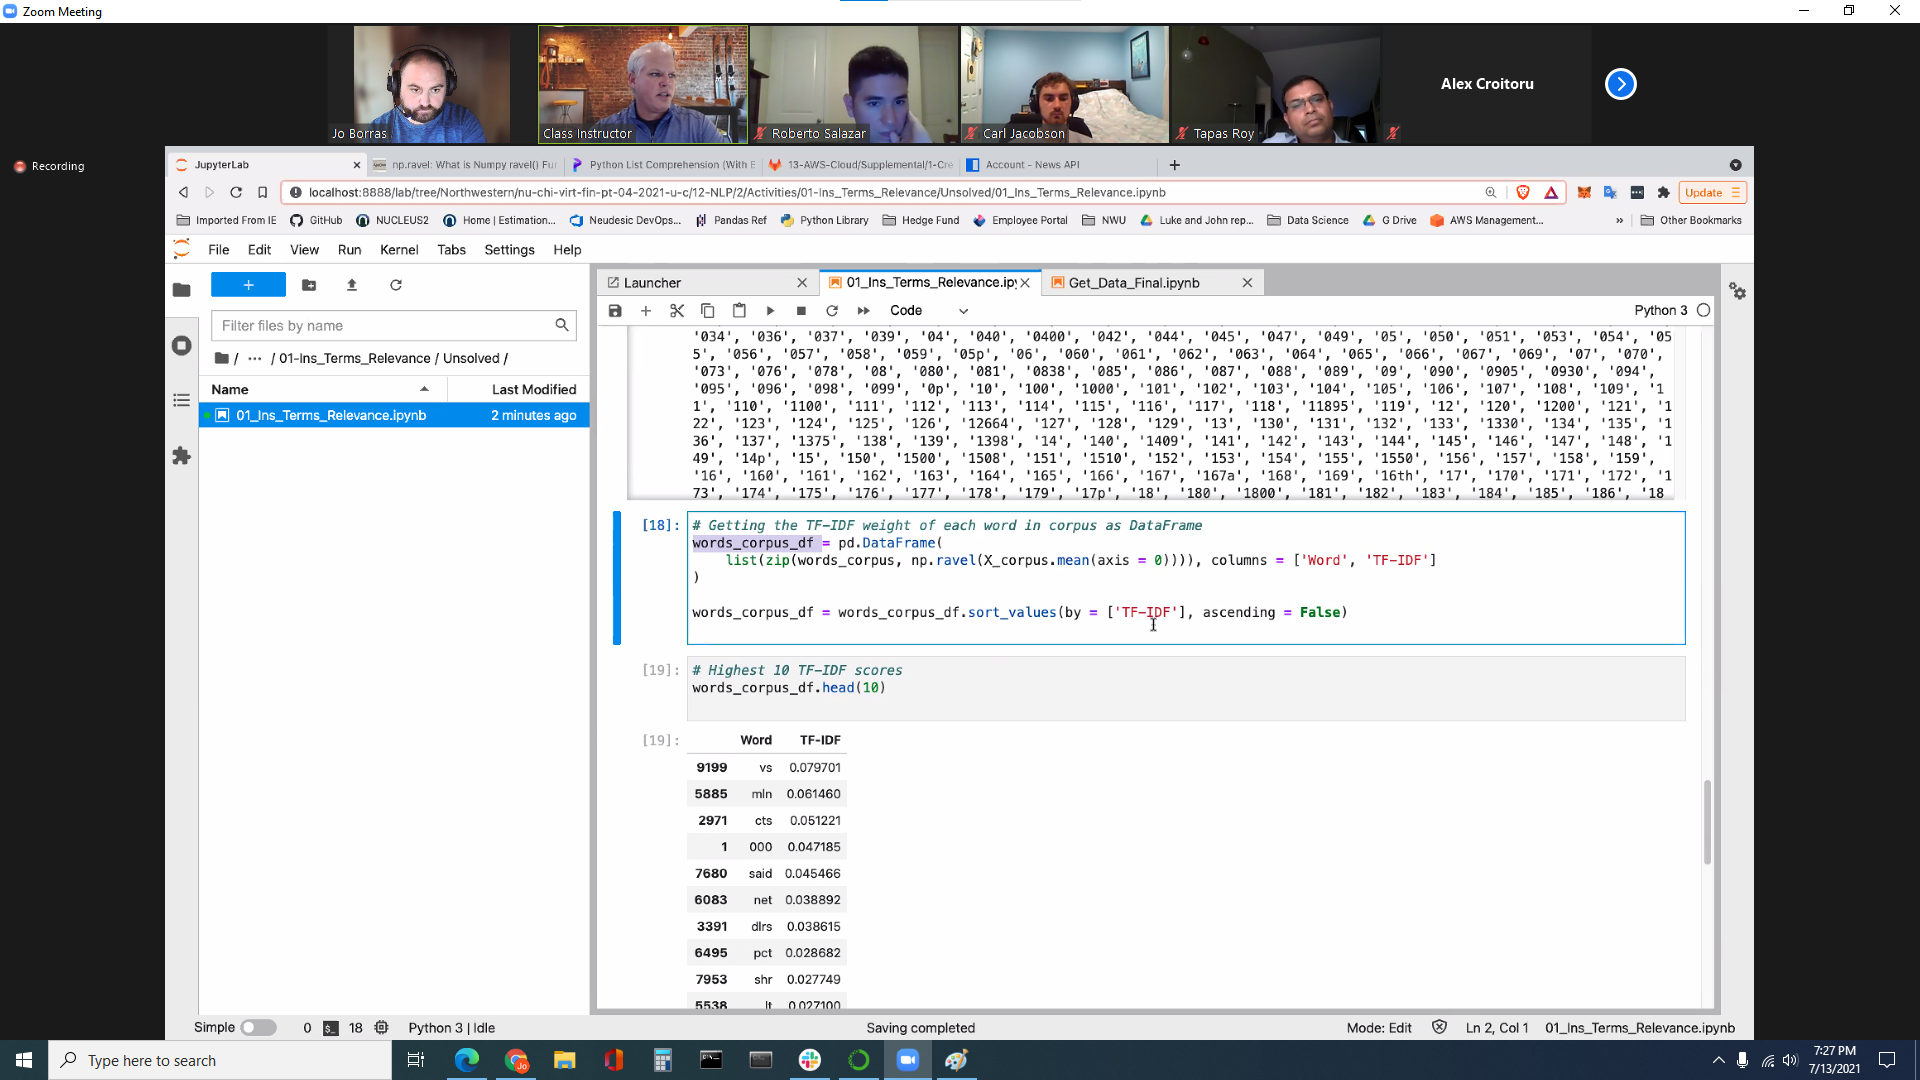 Zoom Meeting
Jo Borras
Class Instructor
Roberto Salazar
Carl Jacobson
Tapas Roy
Alex Croitoru
Recording
JupyterLab
np.ravel: What is Numpy ravel() Fu
Python List Comprehension (With E
13-AWS-Cloud/Supplemental/1-Cre
Account - News API
localhost:8888/lab/tree/Northwestern/nu-chi-virt-fin-pt-04-2021-u-c/12-NLP/2/Activities/01-Ins_Terms_Relevance/Unsolved/01_Ins_Terms_Relevance.ipynb
Update
Imported From IE
GitHub
NUCLEUS2
Home | Estimation...
Neudesic DevOps...
Pandas Ref
Python Library
Hedge Fund
Employee Portal
NWU
Luke and John rep...
Data Science
G Drive
AWS Management...
»
Other Bookmarks
File Edit View Run Kernel Tabs Settings Help
Filter files by name
/ ··· / 01-Ins_Terms_Relevance / Unsolved /
Name Last Modified
01_Ins_Terms_Relevance.ipynb 2 minutes ago
Launcher
01_Ins_Terms_Relevance.ip
Get_Data_Final.ipynb
Code
Python 3
'034', '036', '037', '039', '04', '040', '0400', '042', '044', '045', '047', '049', '05', '050', '051', '053', '054', '05
5', '056', '057', '058', '059', '05p', '06', '060', '061', '062', '063', '064', '065', '066', '067', '069', '07', '070',
'073', '076', '078', '08', '080', '081', '0838', '085', '086', '087', '088', '089', '09', '090', '0905', '0930', '094',
'095', '096', '098', '099', '0p', '10', '100', '1000', '101', '102', '103', '104', '105', '106', '107', '108', '109', '1
1', '110', '1100', '111', '112', '113', '114', '115', '116', '117', '118', '11895', '119', '12', '120', '1200', '121', '1
22', '123', '124', '125', '126', '12664', '127', '128', '129', '13', '130', '131', '132', '133', '1330', '134', '135', '1
36', '137', '1375', '138', '139', '1398', '14', '140', '1409', '141', '142', '143', '144', '145', '146', '147', '148', '1
49', '14p', '15', '150', '1500', '1508', '151', '1510', '152', '153', '154', '155', '1550', '156', '157', '158', '159',
'16', '160', '161', '162', '163', '164', '165', '166', '167', '167a', '168', '169', '16th', '17', '170', '171', '172', '1
73', '174', '175', '176', '177', '178', '179', '17p', '18', '180', '1800', '181', '182', '183', '184', '185', '186', '18
[18]: # Getting the TF-IDF weight of each word in corpus as DataFrame
words_corpus_df = pd.DataFrame(
list(zip(words_corpus, np.ravel(X_corpus.mean(axis = 0)))), columns = ['Word', 'TF-IDF']
)
words_corpus_df = words_corpus_df.sort_values(by = ['TF-IDF'], ascending = False)
[19]: # Highest 10 TF-IDF scores
words_corpus_df.head(10)
[19]: Word TF-IDF
9199 vs 0.079701
5885 mln 0.061460
2971 cts 0.051221
1 000 0.047185
7680 said 0.045466
6083 net 0.038892
3391 dlrs 0.038615
6495 pct 0.028682
7953 shr 0.027749
5538 lt 0.027100
Simple 0 18 Python 3 | Idle Saving completed Mode: Edit Ln 2, Col 1 01_Ins_Terms_Relevance.ipynb
Type here to search
7:27 PM
7/13/2021